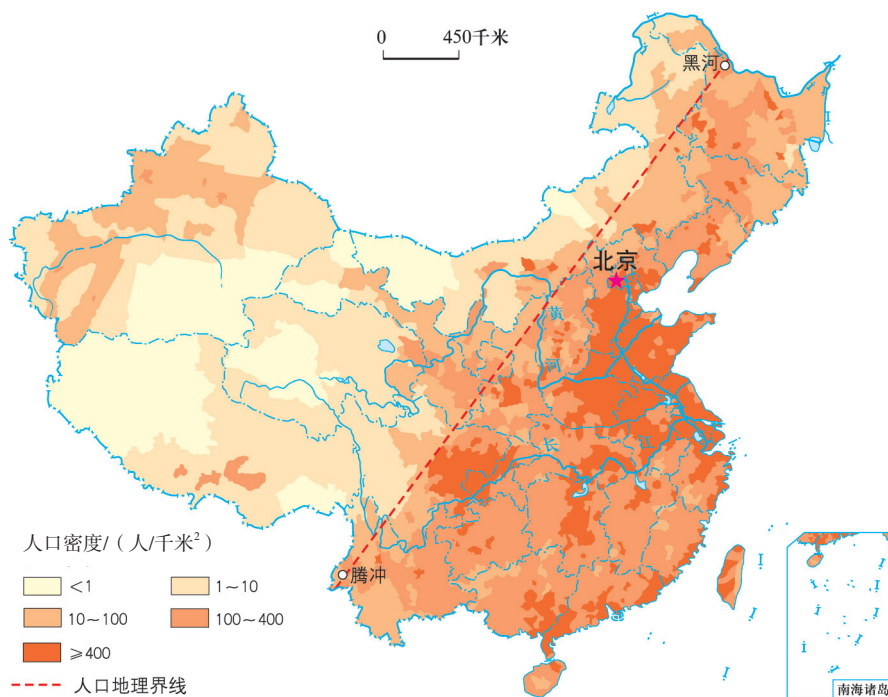 0 450千米
黑河
北京
黄
河
长
江
腾冲
人口密度/（人/千米²）
<1
1～10
10～100
100～400
≥400
人口地理界线
南海诸岛